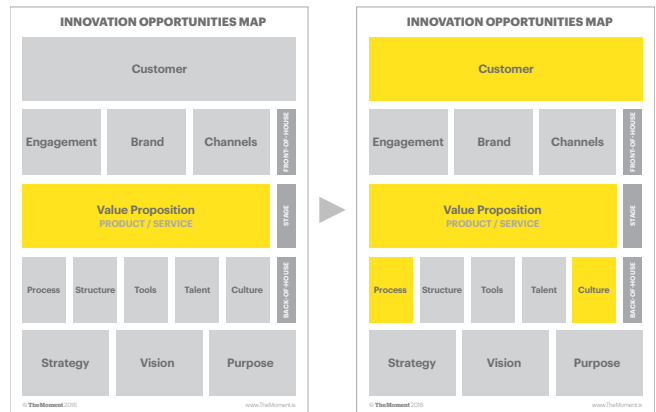 INNOVATION OPPORTUNITIES MAP
Customer
Engagement
Brand
Channels
FRONT-OF-HOUSE
Value Proposition
PRODUCT / SERVICE
STAGE
Process
Structure
Tools
Talent
Culture
BACK-OF-HOUSE
Strategy
Vision
Purpose
© TheMoment 2016
www.TheMoment.is
INNOVATION OPPORTUNITIES MAP
Customer
Engagement
Brand
Channels
FRONT-OF-HOUSE
Value Proposition
PRODUCT / SERVICE
STAGE
Process
Structure
Tools
Talent
Culture
BACK-OF-HOUSE
Strategy
Vision
Purpose
© TheMoment 2016
www.TheMoment.is